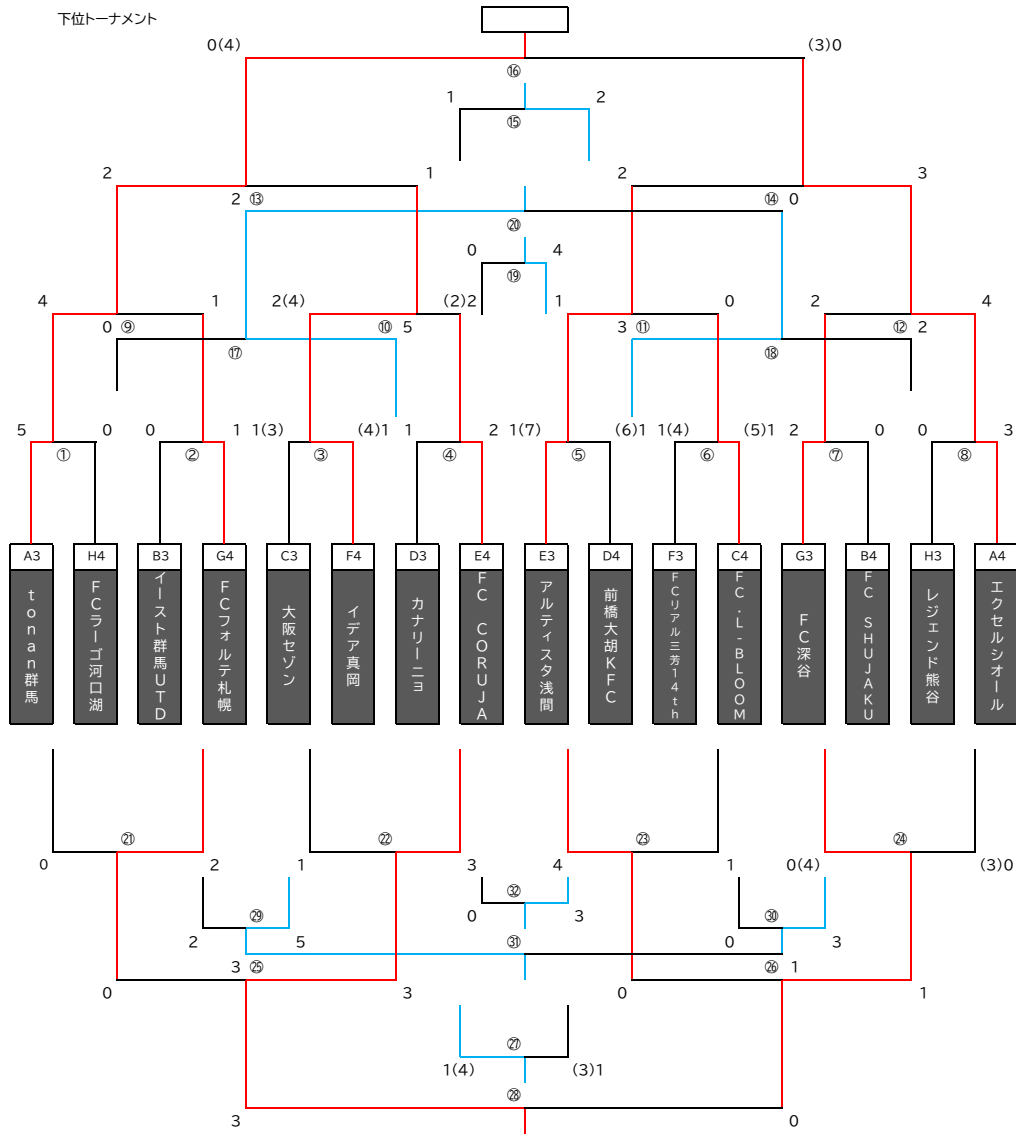 下位トーナメント
0(4) (3)0
⑯
1 2
⑮
2 1 2 3
2 ⑬ ⑭ 0
⑳
0 4
⑲
4 1 2(4) (2)2 1 0 2 4
0 ⑨ ⑩ 5 3 ⑪ ⑫ 2
⑰ ⑱
5 0 0 1 1(3) (4)1 1 2 1(7) (6)1 1(4) (5)1 2 0 0 3
① ② ③ ④ ⑤ ⑥ ⑦ ⑧
A3 H4 B3 G4 C3 F4 D3 E4 E3 D4 F3 C4 G3 B4 H3 A4
tonan群馬
FCラーゴ河口湖
イースト群馬UTD
FCフォルテ札幌
大阪セゾン
イデア真岡
カナリーニョ
FC CORUJA
アルティスタ浅間
前橋大胡KFC
FCリアル三芳14th
FC.L-BLOOM
FC深谷
FC SHUJAKU
レジェンド熊谷
エクセルシオール
㉑ ㉒ ㉓ ㉔
0 2 1 3 4 1 0(4) (3)0
㉜
0 3
㉙ ㉚
2 5 0 3
㉛
3 ㉕ ㉖ 1
0 3 0 1
㉗
1(4) (3)1
㉘
3 0